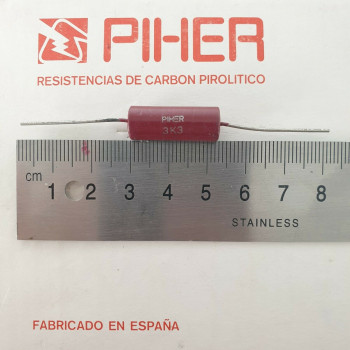 PIHER
RESISTENCIAS DE CARBON PIROLITICO
PIHER
3K3
cm 1 2 3 4 5 6 7 8
STAINLESS
FABRICADO EN ESPAÑA